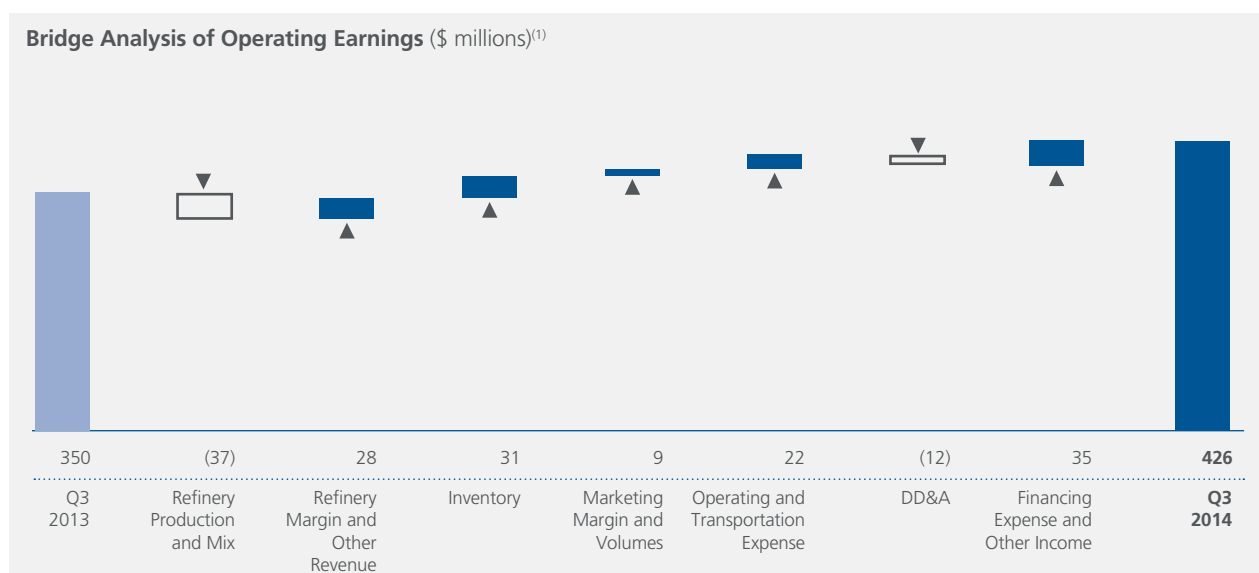 Bridge Analysis of Operating Earnings ($ millions)(1)
350 (37) 28 31 9 22 (12) 35 426
Q3
2013
Refinery
Production
and Mix
Refinery
Margin and
Other
Revenue
Inventory
Marketing
Margin and
Volumes
Operating and
Transportation
Expense
DD&A
Financing
Expense and
Other Income
Q3
2014